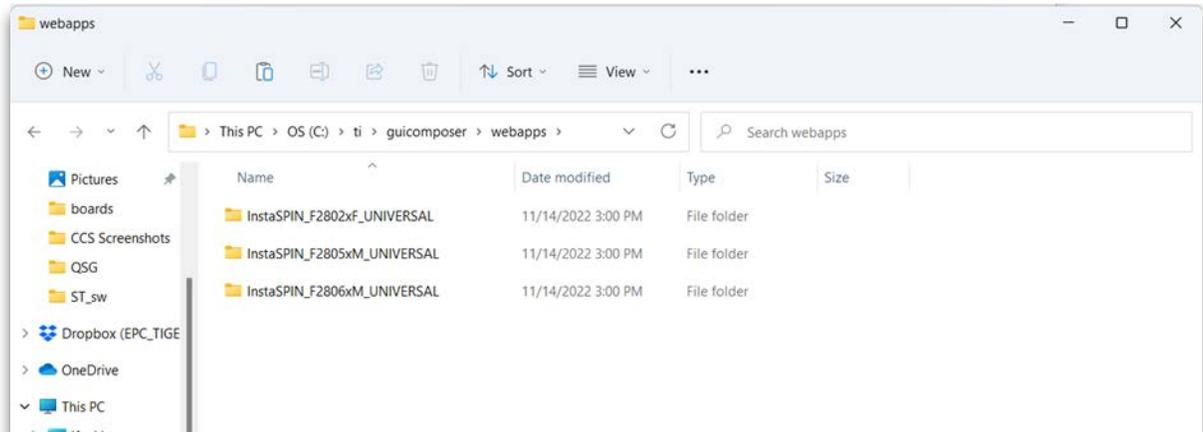 webapps
New
Sort
View
This PC > OS (C:) > ti > guicomposer > webapps >
Search webapps
Name Date modified Type Size
Pictures
boards
CCS Screenshots
QSG
ST_sw
Dropbox (EPC_TIGE
OneDrive
This PC
InstaSPIN_F2802xF_UNIVERSAL 11/14/2022 3:00 PM File folder
InstaSPIN_F2805xM_UNIVERSAL 11/14/2022 3:00 PM File folder
InstaSPIN_F2806xM_UNIVERSAL 11/14/2022 3:00 PM File folder